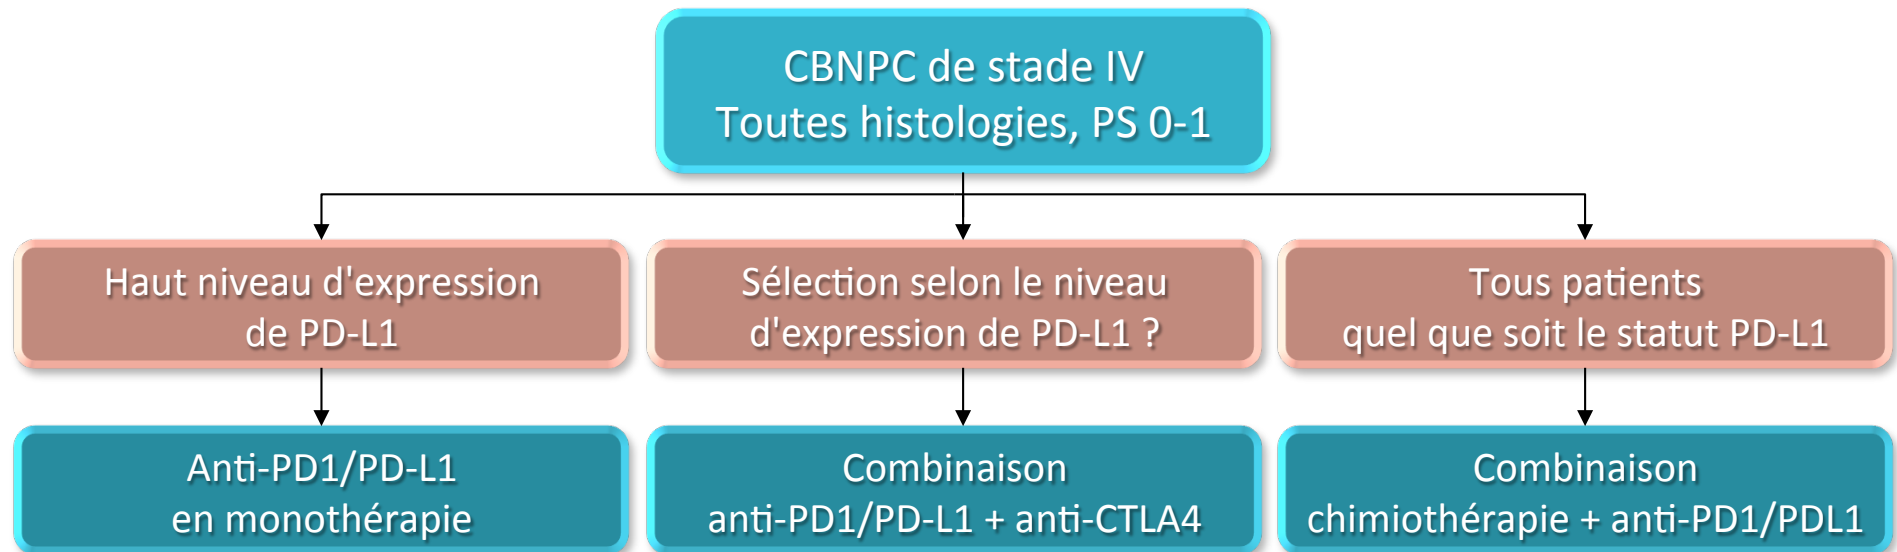 CBNPC de stade IV
Toutes histologies, PS 0-1
Haut niveau d'expression
de PD-L1
Sélection selon le niveau
d'expression de PD-L1 ?
Tous patients
quel que soit le statut PD-L1
Anti-PD1/PD-L1
en monothérapie
Combinaison
anti-PD1/PD-L1 + anti-CTLA4
Combinaison
chimiothérapie + anti-PD1/PDL1